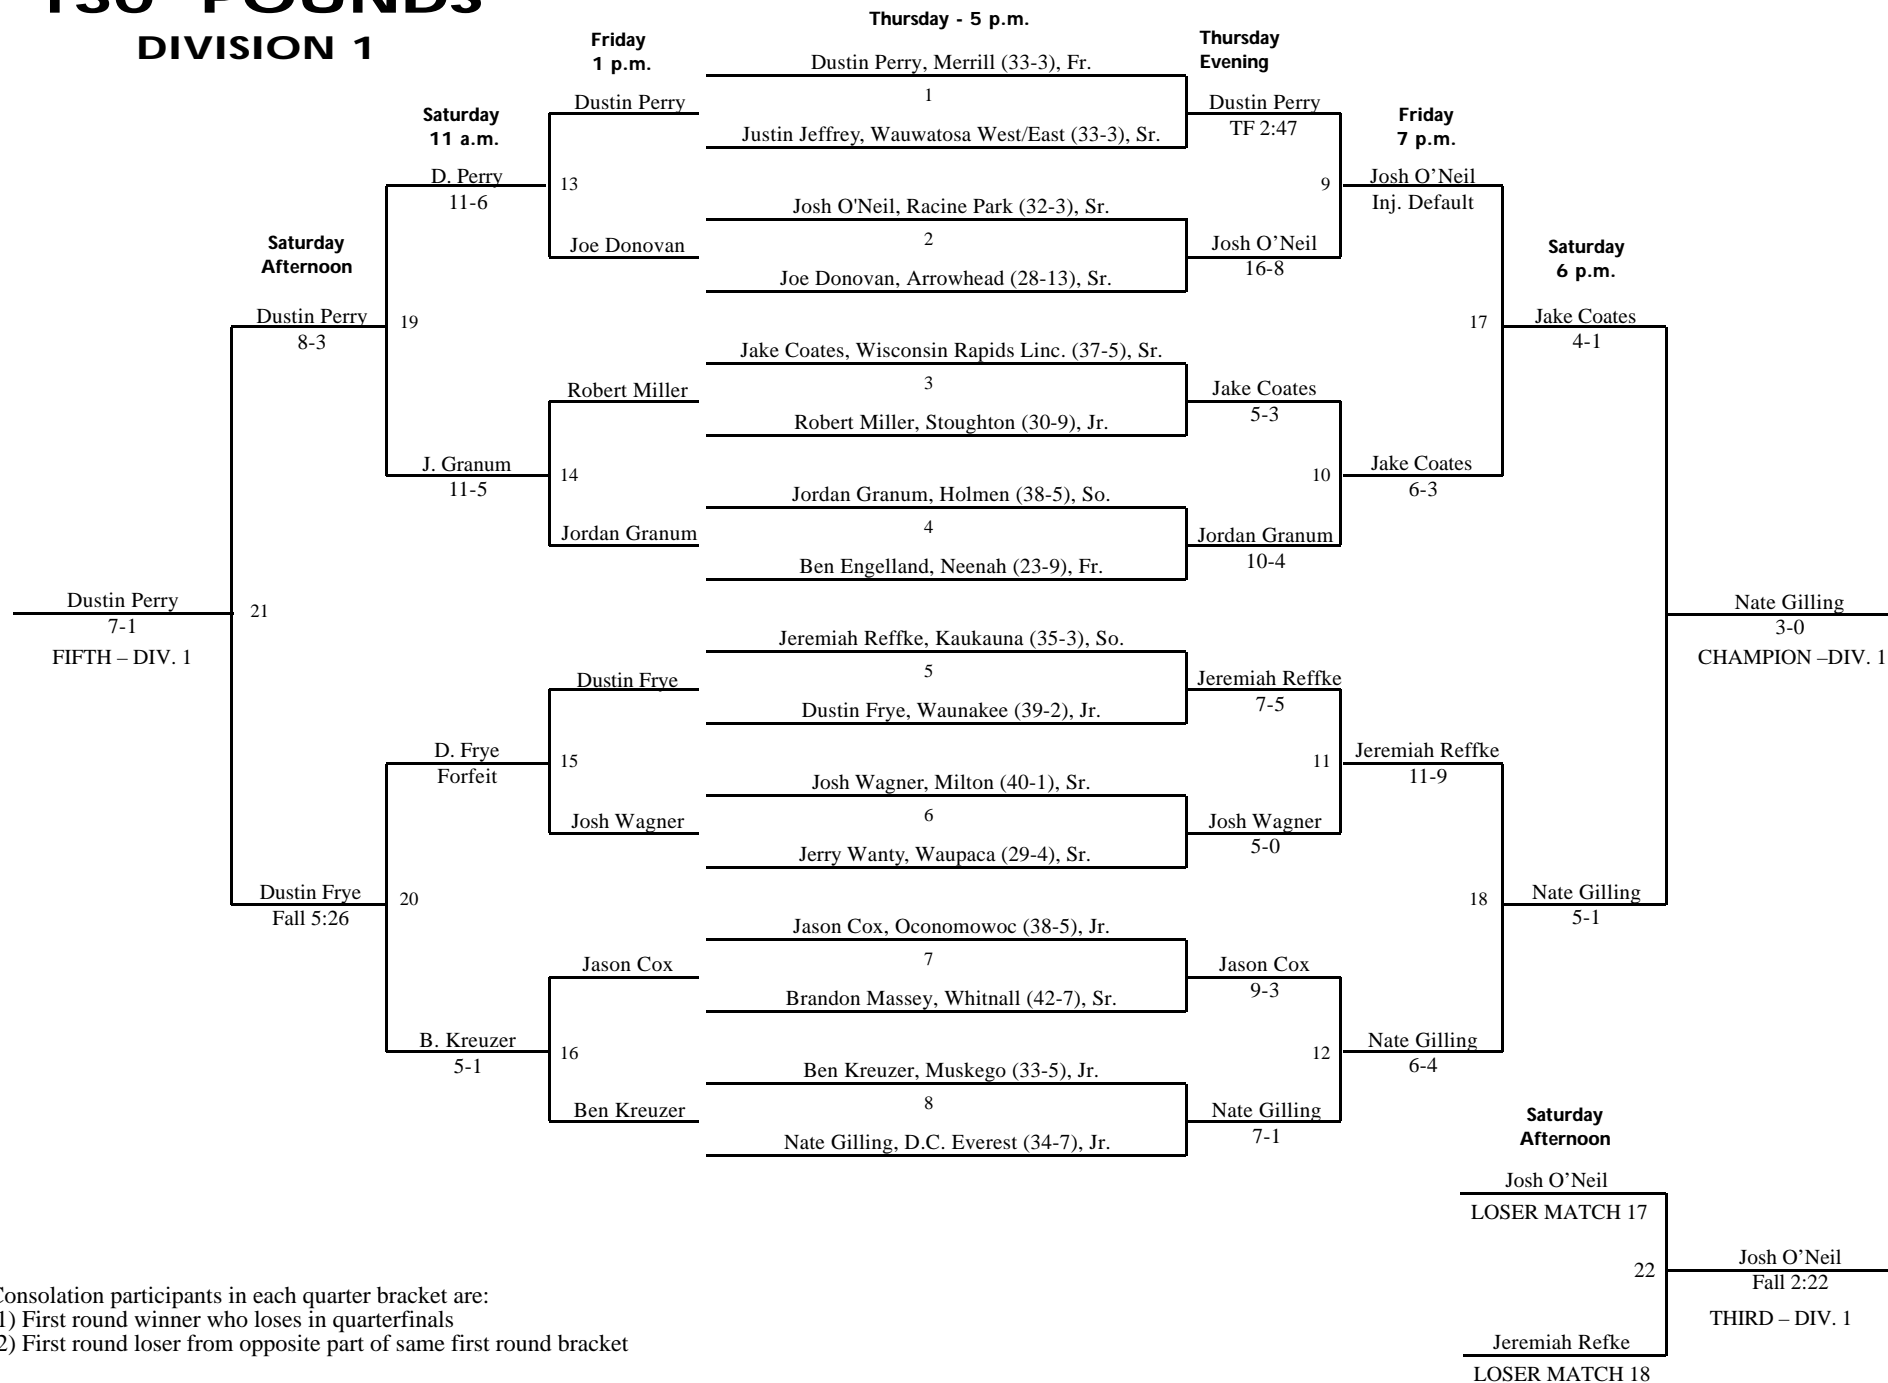 130 POUNDs
DIVISION 1
Thursday - 5 p.m.
Friday
1 p.m.
Thursday
Evening
Saturday
11 a.m.
Friday
7 p.m.
Saturday
Afternoon
Saturday
6 p.m.
Dustin Perry, Merrill (33-3), Fr.
1
Justin Jeffrey, Wauwatosa West/East (33-3), Sr.
Josh O'Neil, Racine Park (32-3), Sr.
2
Joe Donovan, Arrowhead (28-13), Sr.
Jake Coates, Wisconsin Rapids Linc. (37-5), Sr.
3
Robert Miller, Stoughton (30-9), Jr.
Jordan Granum, Holmen (38-5), So.
4
Ben Engelland, Neenah (23-9), Fr.
Jeremiah Reffke, Kaukauna (35-3), So.
5
Dustin Frye, Waunakee (39-2), Jr.
Josh Wagner, Milton (40-1), Sr.
6
Jerry Wanty, Waupaca (29-4), Sr.
Jason Cox, Oconomowoc (38-5), Jr.
7
Brandon Massey, Whitnall (42-7), Sr.
Ben Kreuzer, Muskego (33-5), Jr.
8
Nate Gilling, D.C. Everest (34-7), Jr.
Dustin Perry
TF 2:47
9
Josh O’Neil
16-8
Jake Coates
5-3
10
Jordan Granum
10-4
Jeremiah Reffke
7-5
11
Josh Wagner
5-0
Jason Cox
9-3
12
Nate Gilling
7-1
Josh O’Neil
Inj. Default
17
Jake Coates
6-3
Jeremiah Reffke
11-9
18
Nate Gilling
6-4
Jake Coates
4-1
Nate Gilling
5-1
Nate Gilling
3-0
CHAMPION –DIV. 1
Dustin Perry
13
Joe Donovan
Robert Miller
14
Jordan Granum
Dustin Frye
15
Josh Wagner
Jason Cox
16
Ben Kreuzer
D. Perry
11-6
19
J. Granum
11-5
D. Frye
Forfeit
20
B. Kreuzer
5-1
Dustin Perry
8-3
21
Dustin Frye
Fall 5:26
Dustin Perry
7-1
FIFTH – DIV. 1
Saturday
Afternoon
Josh O’Neil
LOSER MATCH 17
22
Jeremiah Refke
LOSER MATCH 18
Josh O’Neil
Fall 2:22
THIRD – DIV. 1
Consolation participants in each quarter bracket are:
1) First round winner who loses in quarterfinals
2) First round loser from opposite part of same first round bracket